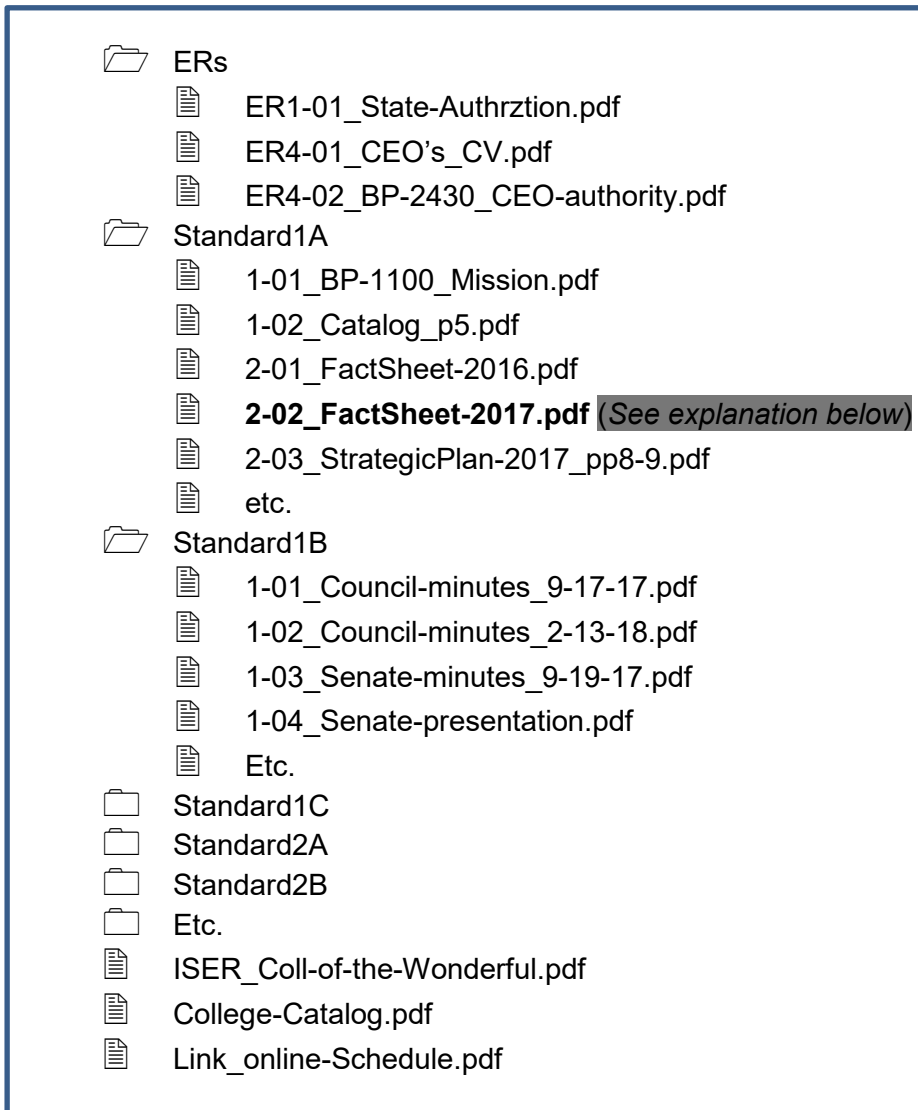 ERs
ER1-01_State-Authrztion.pdf
ER4-01_CEO’s_CV.pdf
ER4-02_BP-2430_CEO-authority.pdf
Standard1A
1-01_BP-1100_Mission.pdf
1-02_Catalog_p5.pdf
2-01_FactSheet-2016.pdf
2-02_FactSheet-2017.pdf (See explanation below)
2-03_StrategicPlan-2017_pp8-9.pdf
etc.
Standard1B
1-01_Council-minutes_9-17-17.pdf
1-02_Council-minutes_2-13-18.pdf
1-03_Senate-minutes_9-19-17.pdf
1-04_Senate-presentation.pdf
Etc.
Standard1C
Standard2A
Standard2B
Etc.
ISER_Coll-of-the-Wonderful.pdf
College-Catalog.pdf
Link_online-Schedule.pdf